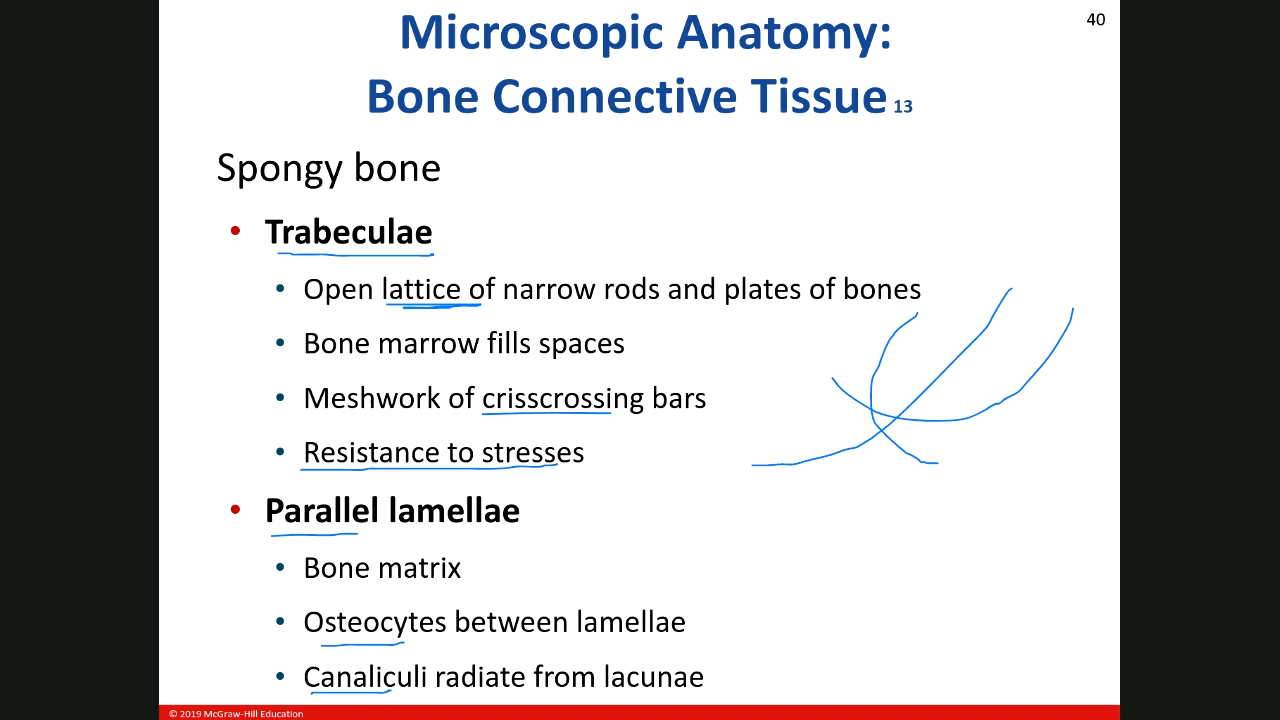 40
Microscopic Anatomy:
Bone Connective Tissue 13
Spongy bone
• Trabeculae
• Open lattice of narrow rods and plates of bones
• Bone marrow fills spaces
• Meshwork of crisscrossing bars
• Resistance to stresses
• Parallel lamellae
• Bone matrix
• Osteocytes between lamellae
• Canaliculi radiate from lacunae
© 2019 McGraw-Hill Education